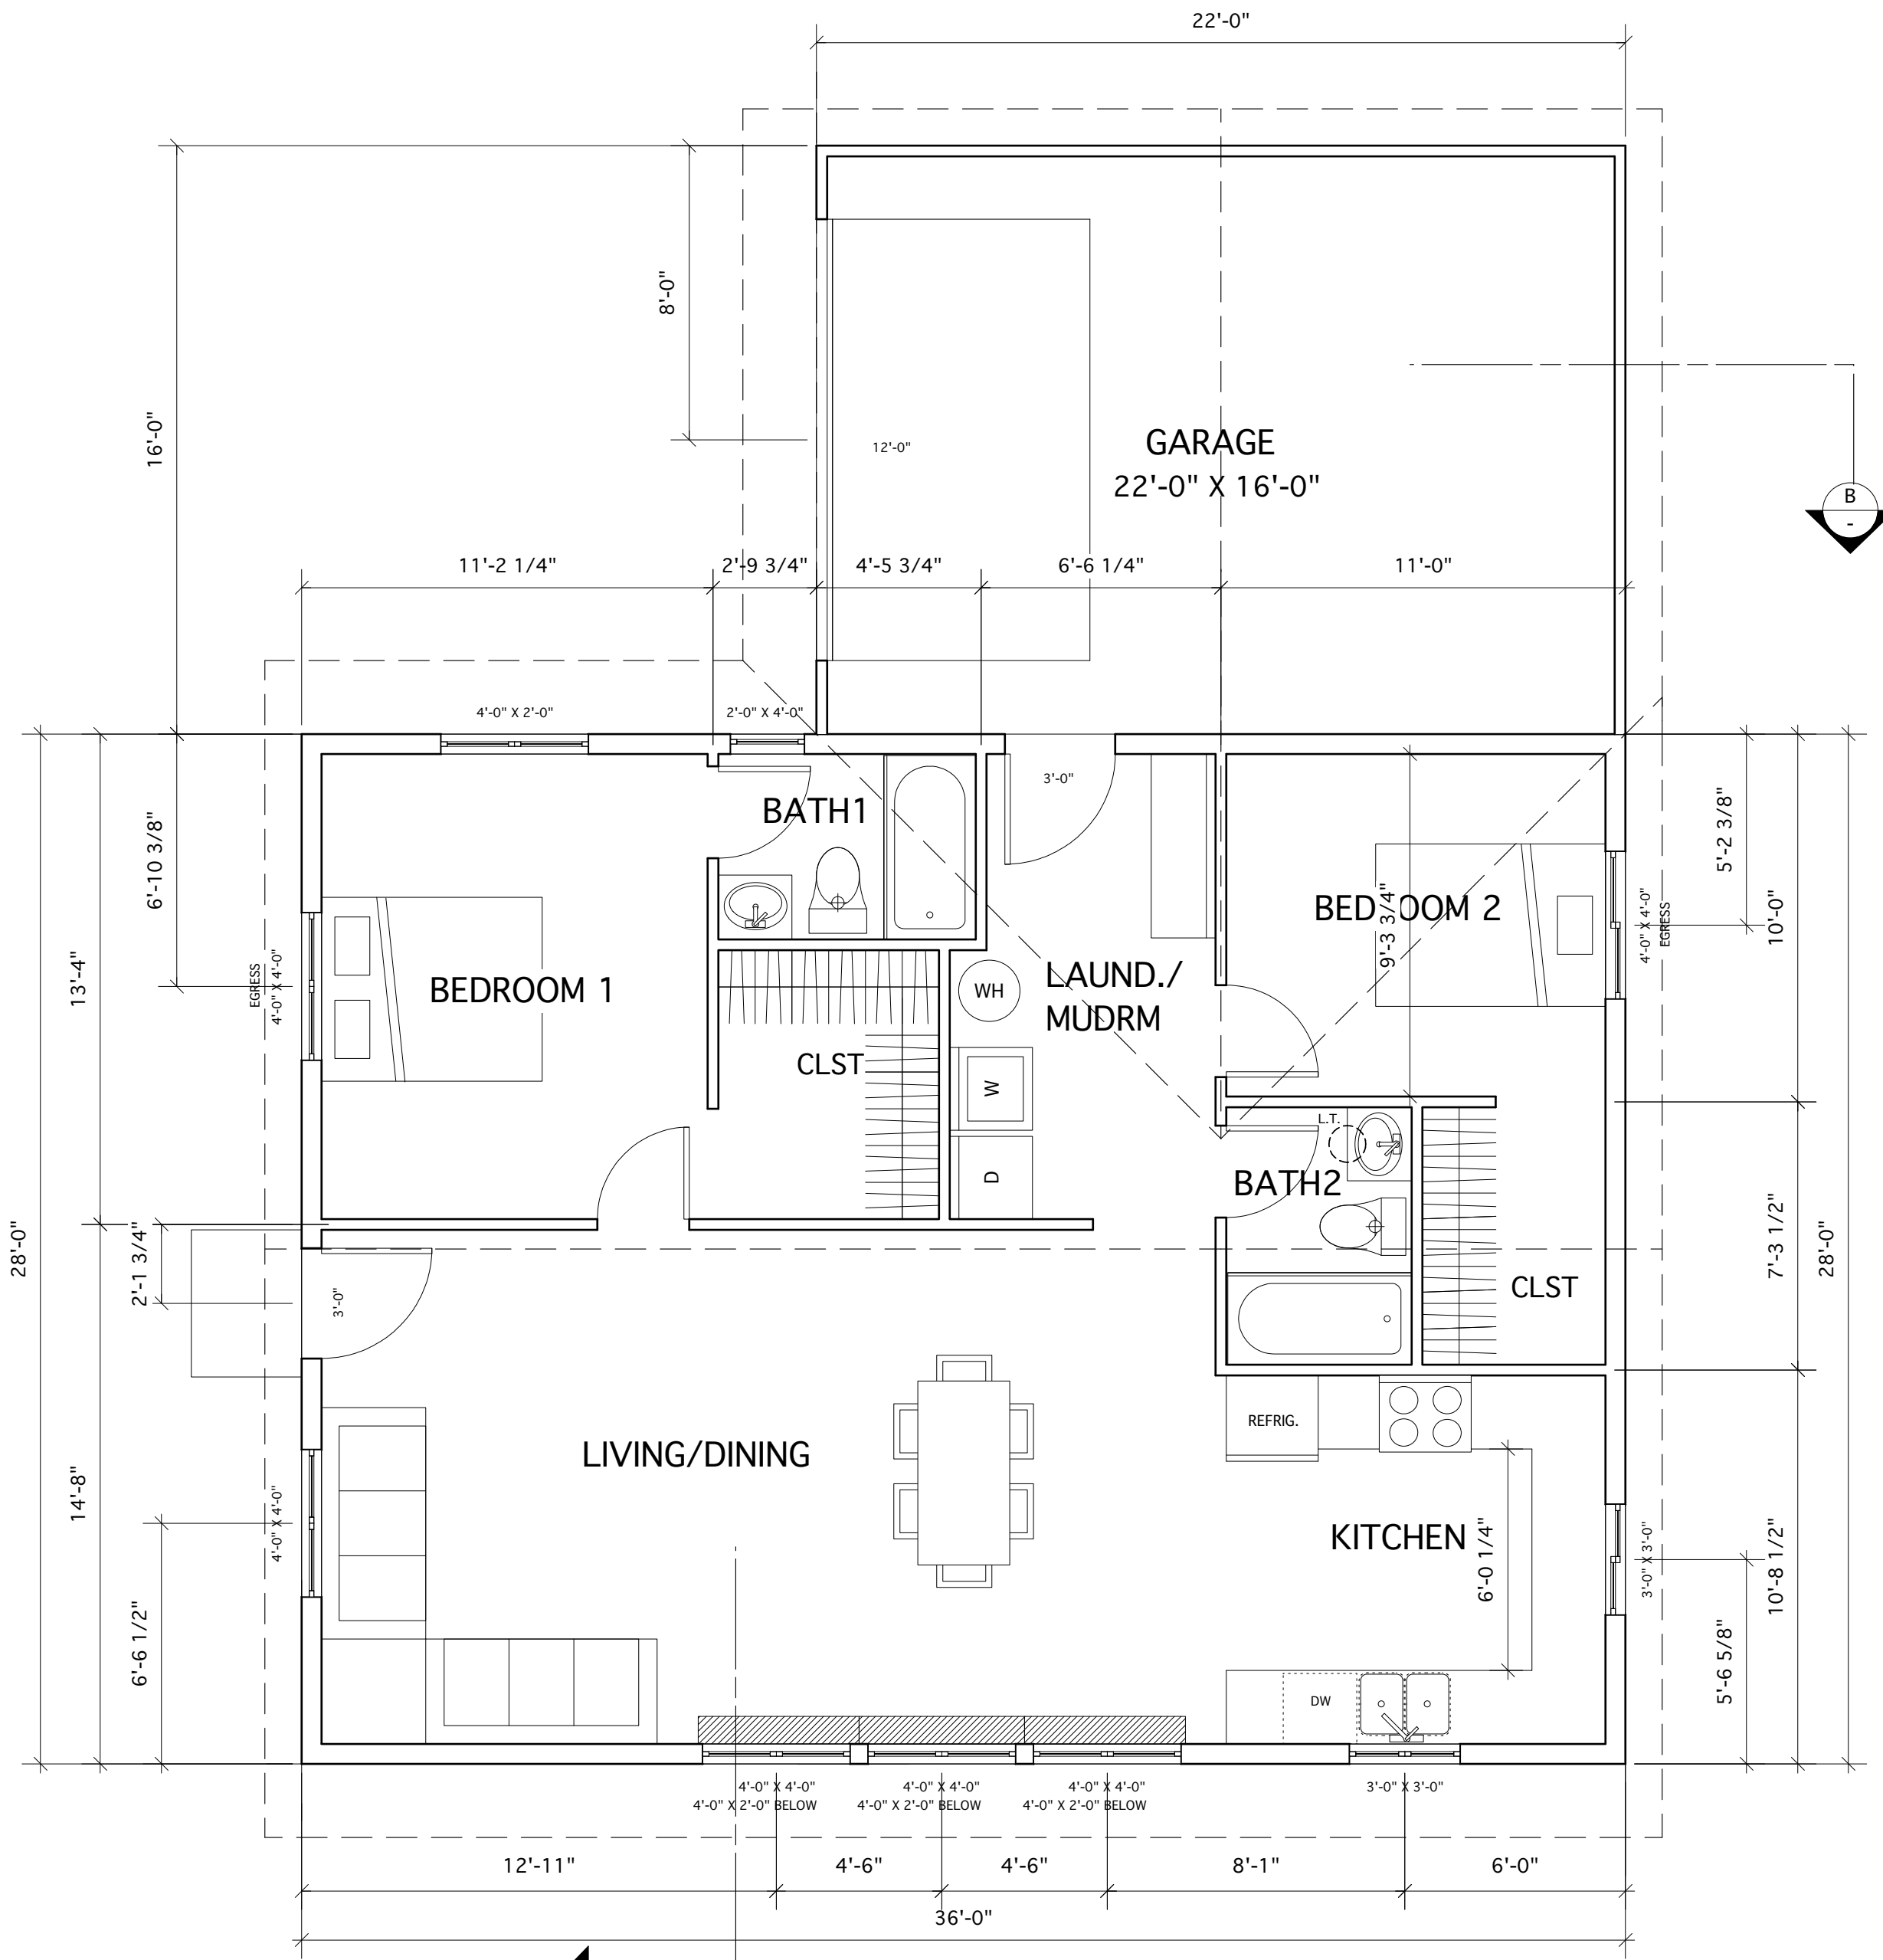 22'-0"
8'-0"
16'-0"
12'-0"
GARAGE
22'-0" X 16'-0"
B
-
11'-2 1/4"
2'-9 3/4"
4'-5 3/4"
6'-6 1/4"
11'-0"
4'-0" X 2'-0"
2'-0" X 4'-0"
3'-0"
BATH1
BED OOM 2
9'-3 3/4"
5'-2 3/8"
10'-0"
4'-0" X 4'-0"
EGRESS
6'-10 3/8"
13'-4"
EGRESS
4'-0" X 4'-0"
BEDROOM 1
WH
LAUND./
MUDRM
CLST
W
D
L.T.
BATH2
CLST
7'-3 1/2"
28'-0"
28'-0"
2'-1 3/4"
3'-0"
REFRIG.
LIVING/DINING
KITCHEN
6'-0 1/4"
14'-8"
4'-0" X 4'-0"
6'-6 1/2"
3'-0" X 3'-0"
10'-8 1/2"
5'-6 5/8"
DW
4'-0" X 4'-0"
4'-0" X 2'-0" BELOW
4'-0" X 4'-0"
4'-0" X 2'-0" BELOW
4'-0" X 4'-0"
4'-0" X 2'-0" BELOW
3'-0" X 3'-0"
12'-11"
4'-6"
4'-6"
8'-1"
6'-0"
36'-0"